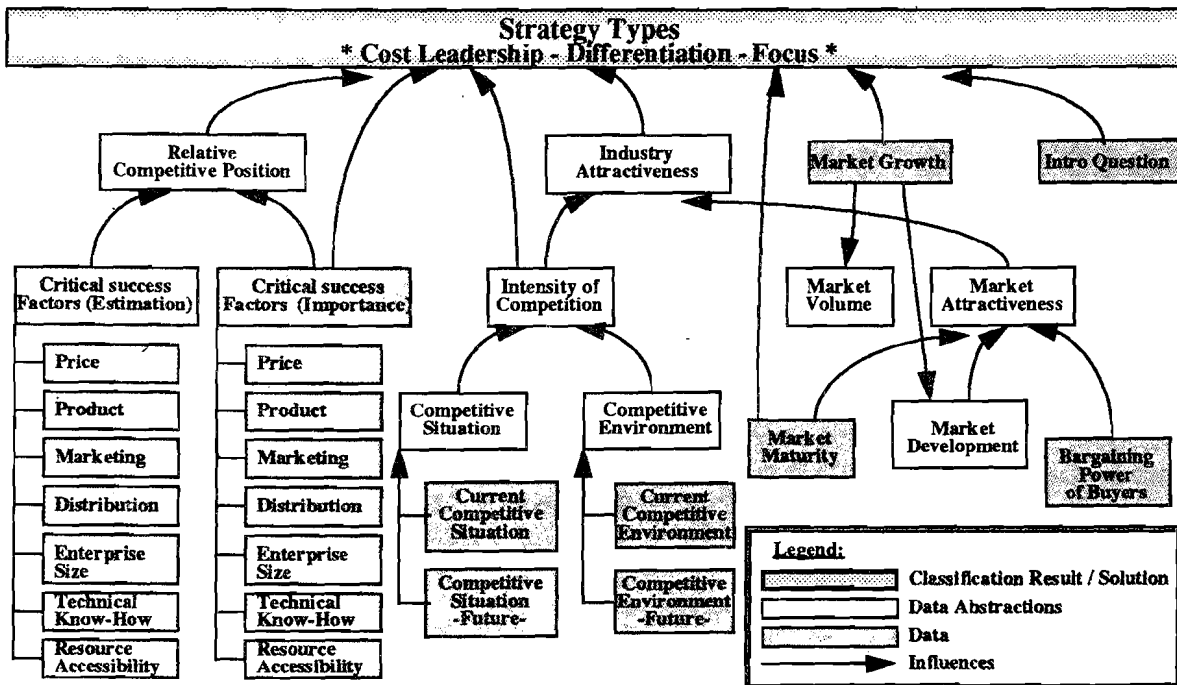 Strategy Types
* Cost Leadership - Differentiation - Focus *
Relative
Competitive Position
Industry
Attractiveness
Market Growth
Intro Question
Critical success
Factors (Estimation)
Critical success
Factors (Importance)
Intensity of
Competition
Market
Volume
Market
Attractiveness
Price
Product
Marketing
Distribution
Enterprise
Size
Technical
Know-How
Resource
Accessibility
Price
Product
Marketing
Distribution
Enterprise
Size
Technical
Know-How
Resource
Accessibility
Competitive
Situation
Competitive
Environment
Market
Maturity
Market
Development
Bargaining
Power
of Buyers
Current
Competitive
Situation
Competitive
Situation
-Future-
Current
Competitive
Environment
Competitive
Environment
-Future-
Legend:
Classification Result / Solution
Data Abstractions
Data
Influences